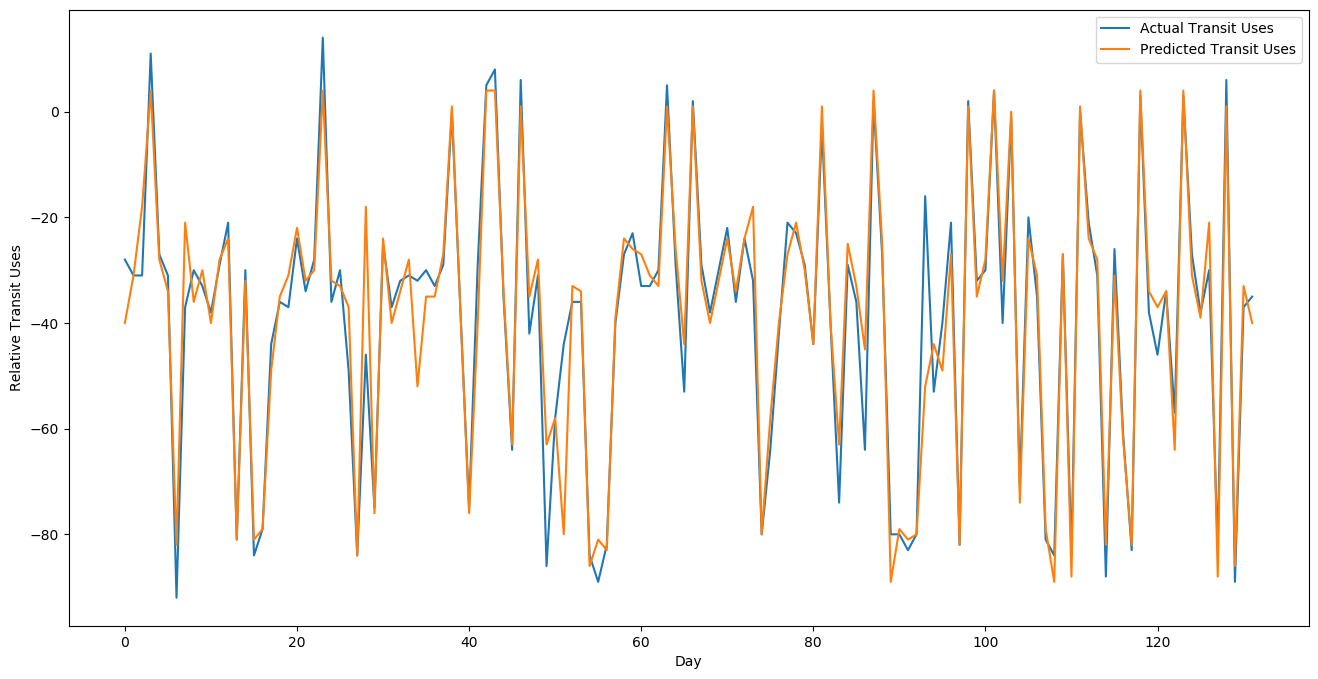 Actual Transit Uses
Predicted Transit Uses
0
−20
−40
−60
−80
Relative Transit Uses
0 20 40 60 80 100 120
Day